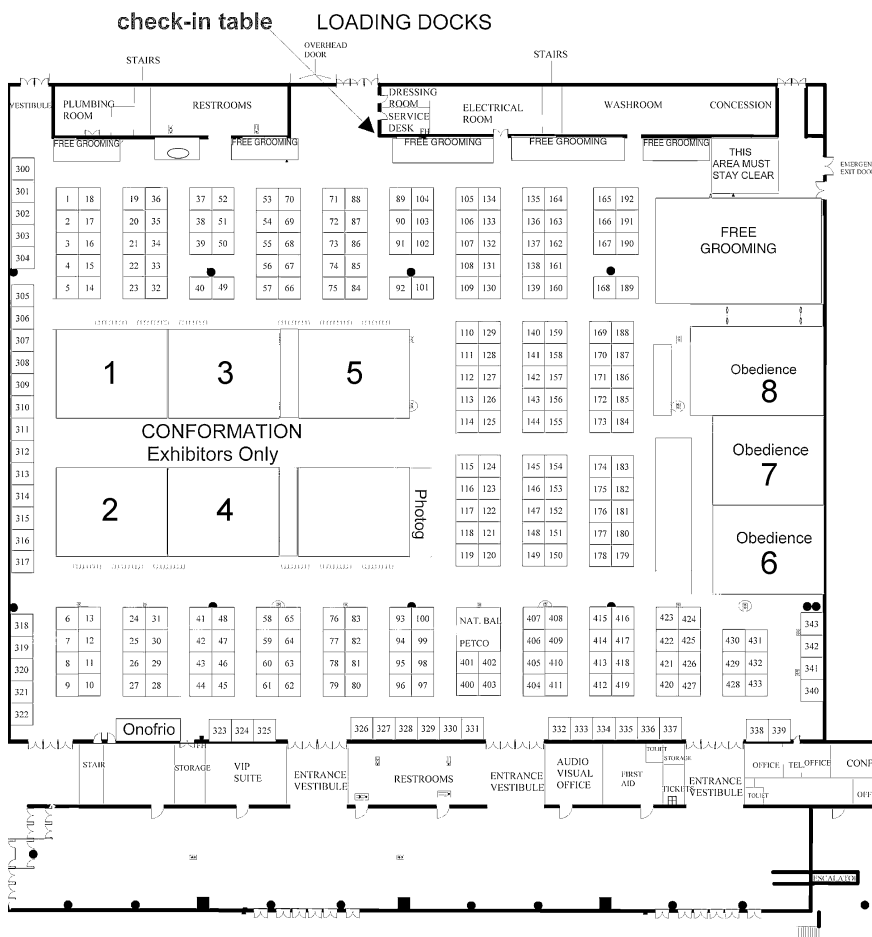 check-in table LOADING DOCKS
OVERHEAD
DOOR
STAIRS
STAIRS
VESTIBULE
PLUMBING
ROOM
RESTROOMS
DRESSING
ROOM
SERVICE
DESK
FH
ELECTRICAL
ROOM
WASHROOM
CONCESSION
FREE GROOMING
FREE GROOMING
FREE GROOMING
FREE GROOMING
FREE GROOMING
THIS
AREA MUST
STAY CLEAR
EMERGEN
EXIT DOO
300
301
302
303
304
305
306
307
308
309
310
311
312
313
314
315
316
317
318
319
320
321
322
1 18
2 17
3 16
4 15
5 14
19 36
20 35
21 34
22 33
23 32
37 52
38 51
39 50
40 49
53 70
54 69
55 68
56 67
57 66
71 88
72 87
73 86
74 85
75 84
89 104
90 103
91 102
92 101
105 134
106 133
107 132
108 131
109 130
135 164
136 163
137 162
138 161
139 160
165 192
166 191
167 190
168 189
FREE
GROOMING
1
3
5
CONFORMATION
Exhibitors Only
2
4
Photog
110 129
111 128
112 127
113 126
114 125
140 159
141 158
142 157
143 156
144 155
169 188
170 187
171 186
172 185
173 184
115 124
116 123
117 122
118 121
119 120
145 154
146 153
147 152
148 151
149 150
174 183
175 182
176 181
177 180
178 179
Obedience
8
Obedience
7
Obedience
6
6 13
7 12
8 11
9 10
24 31
25 30
26 29
27 28
41 48
42 47
43 46
44 45
58 65
59 64
60 63
61 62
76 83
77 82
78 81
79 80
93 100
94 99
95 98
96 97
NAT. BAL
PETCO
401 402
400 403
407 408
406 409
405 410
404 411
415 416
414 417
413 418
412 419
423 424
422 425
421 426
420 427
430 431
429 432
428 433
343
342
341
340
Onofrio
323 324 325
326 327 328 329 330 331
332 333 334 335 336 337
338 339
FH
STAIR
STORAGE
VIP
SUITE
ENTRANCE
VESTIBULE
RESTROOMS
ENTRANCE
VESTIBULE
AUDIO
VISUAL
OFFICE
FIRST
AID
TOILET
STORAGE
TICKETS
ENTRANCE
VESTIBULE
OFFICE
TEL.
OFFICE
CONF
TOILET
OFF
ESCALATOR